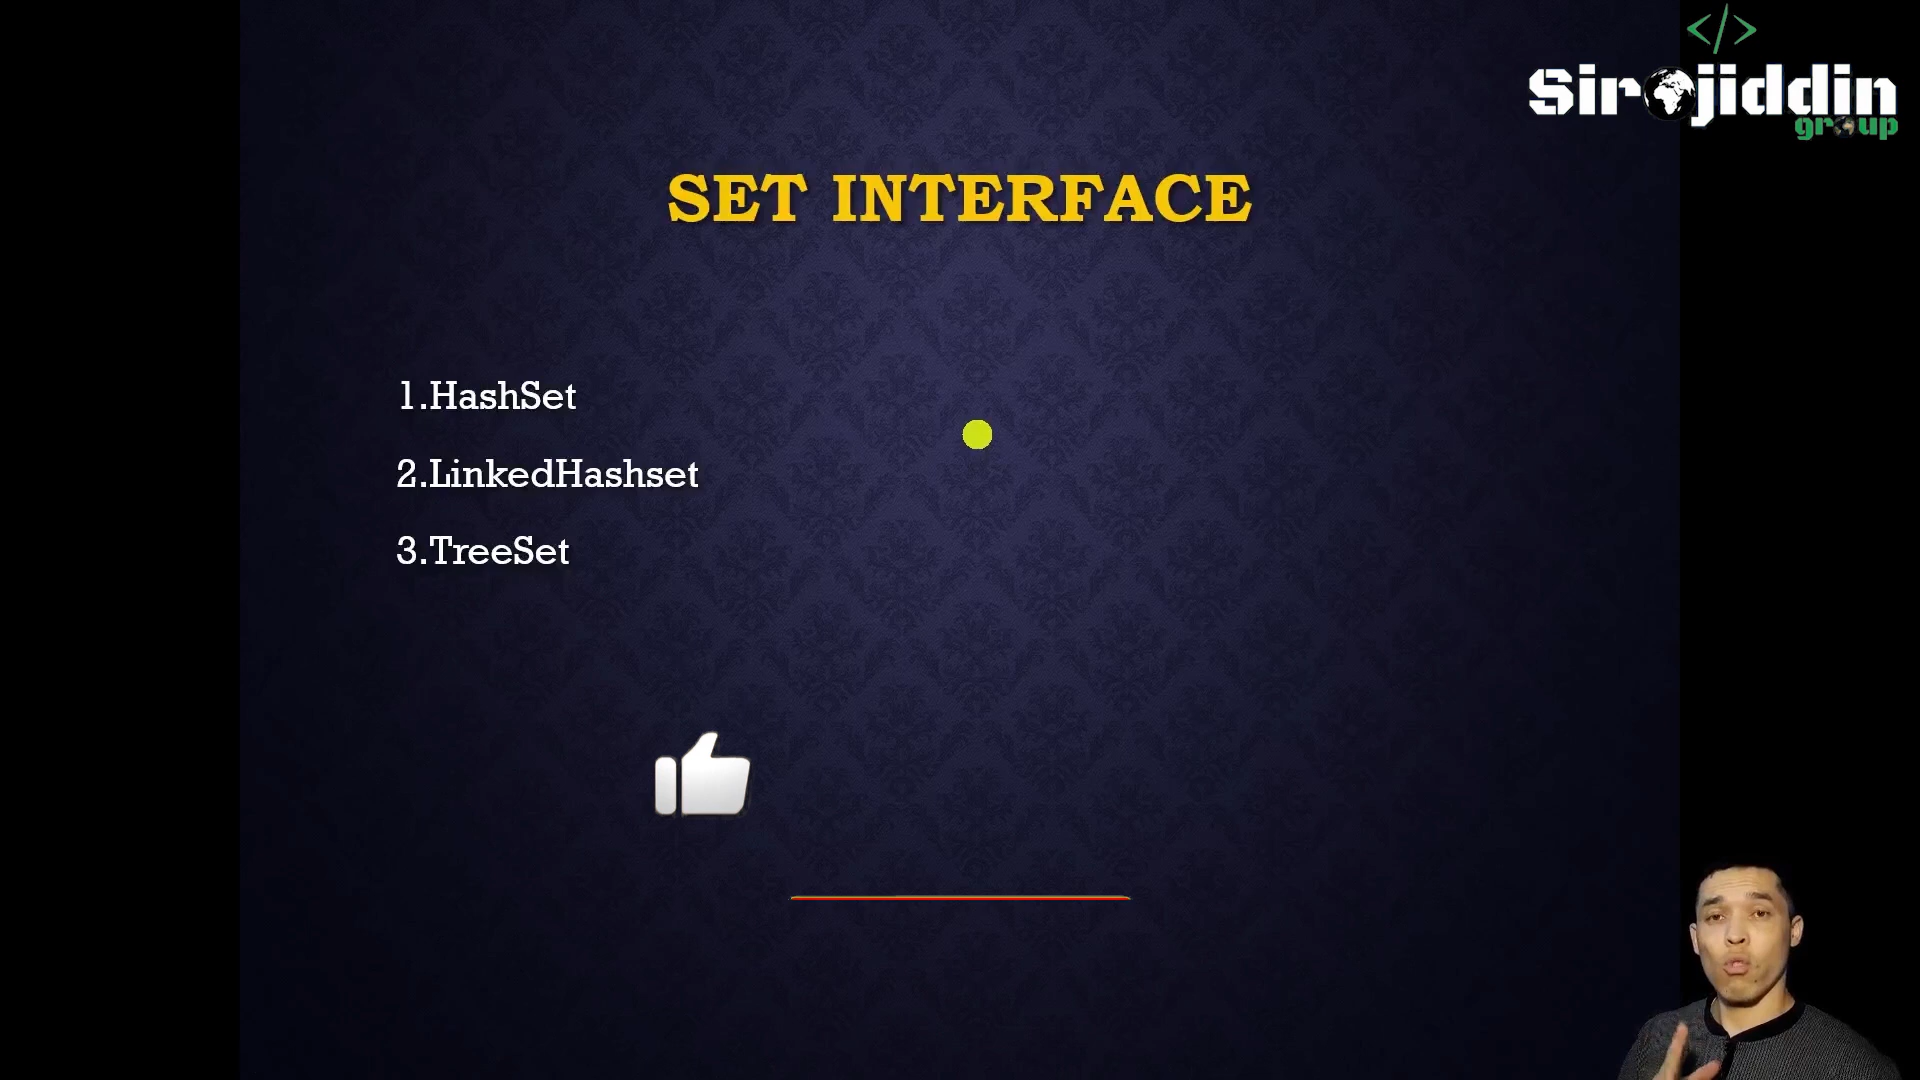 </>
Sirojiddin
group
SET INTERFACE
1.HashSet
2.LinkedHashset
3.TreeSet